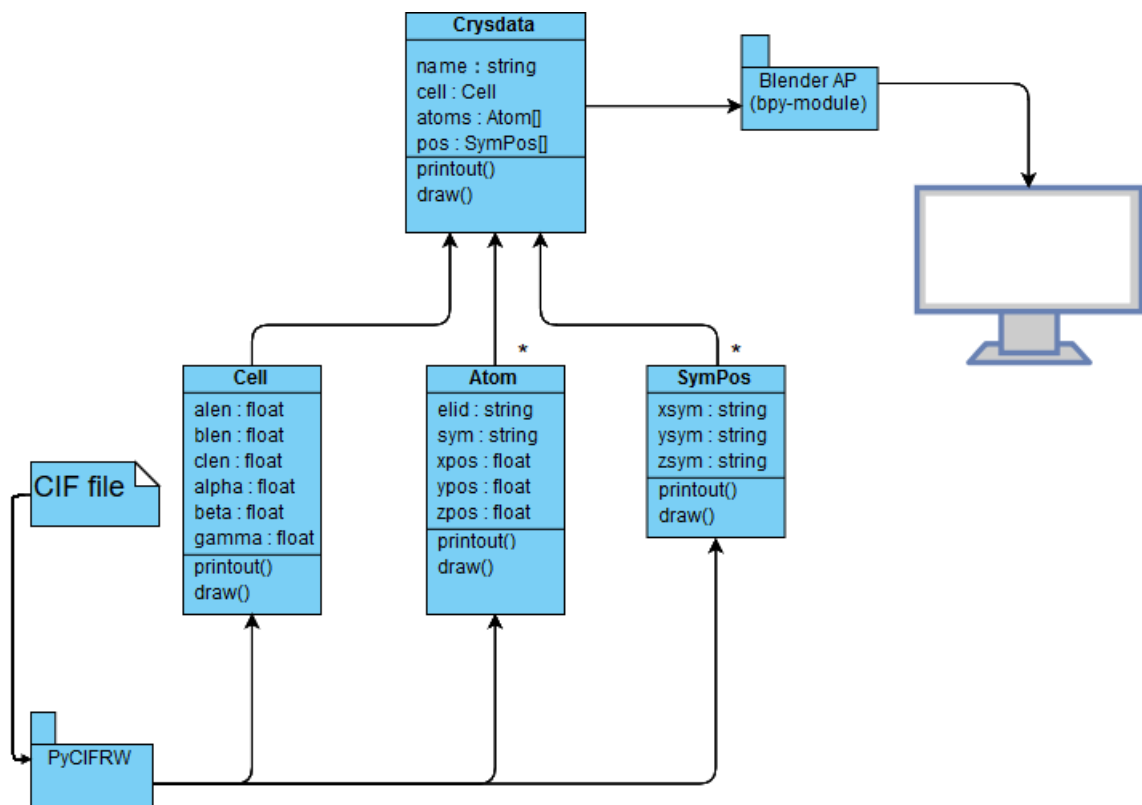 Crysdata
name : string
cell : Cell
atoms : Atom[]
pos : SymPos[]
printout()
draw()
Blender AP
(bpy-module)
*
*
Cell
alen : float
blen : float
clen : float
alpha : float
beta : float
gamma : float
printout()
draw()
Atom
elid : string
sym : string
xpos : float
ypos : float
zpos : float
printout()
draw()
SymPos
xsym : string
ysym : string
zsym : string
printout()
draw()
CIF file
PyCIFRW